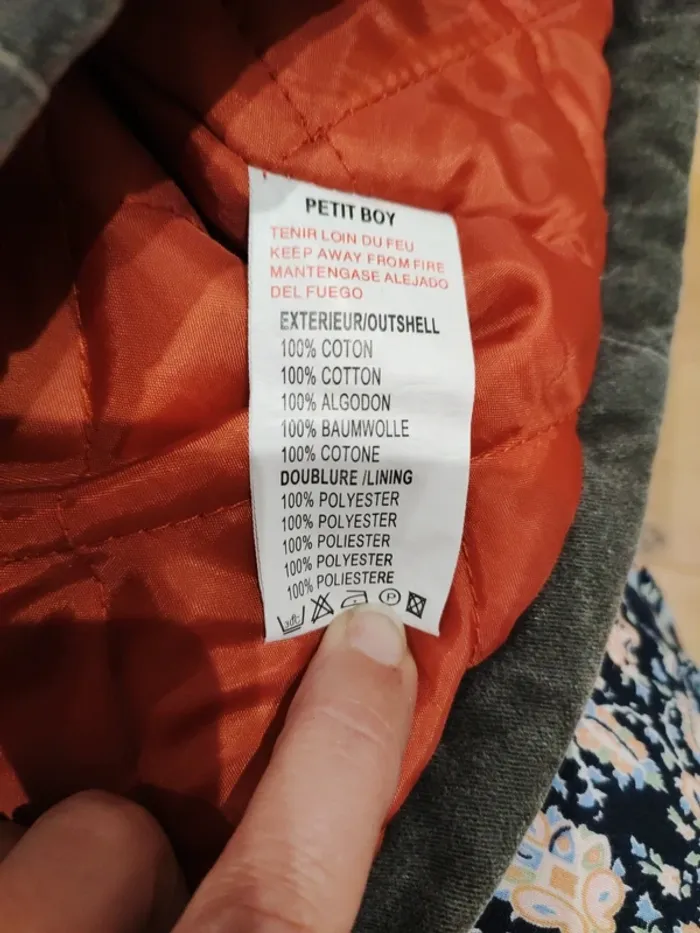 PETIT BOY
TENIR LOIN DU FEU
KEEP AWAY FROM FIRE
MANTENGASE ALEJADO
DEL FUEGO
EXTERIEUR/OUTSHELL
100% COTON
100% COTTON
100% ALGODON
100% BAUMWOLLE
100% COTONE
DOUBLURE /LINING
100% POLYESTER
100% POLYESTER
100% POLIESTER
100% POLYESTER
100% POLIESTERE
30°c P